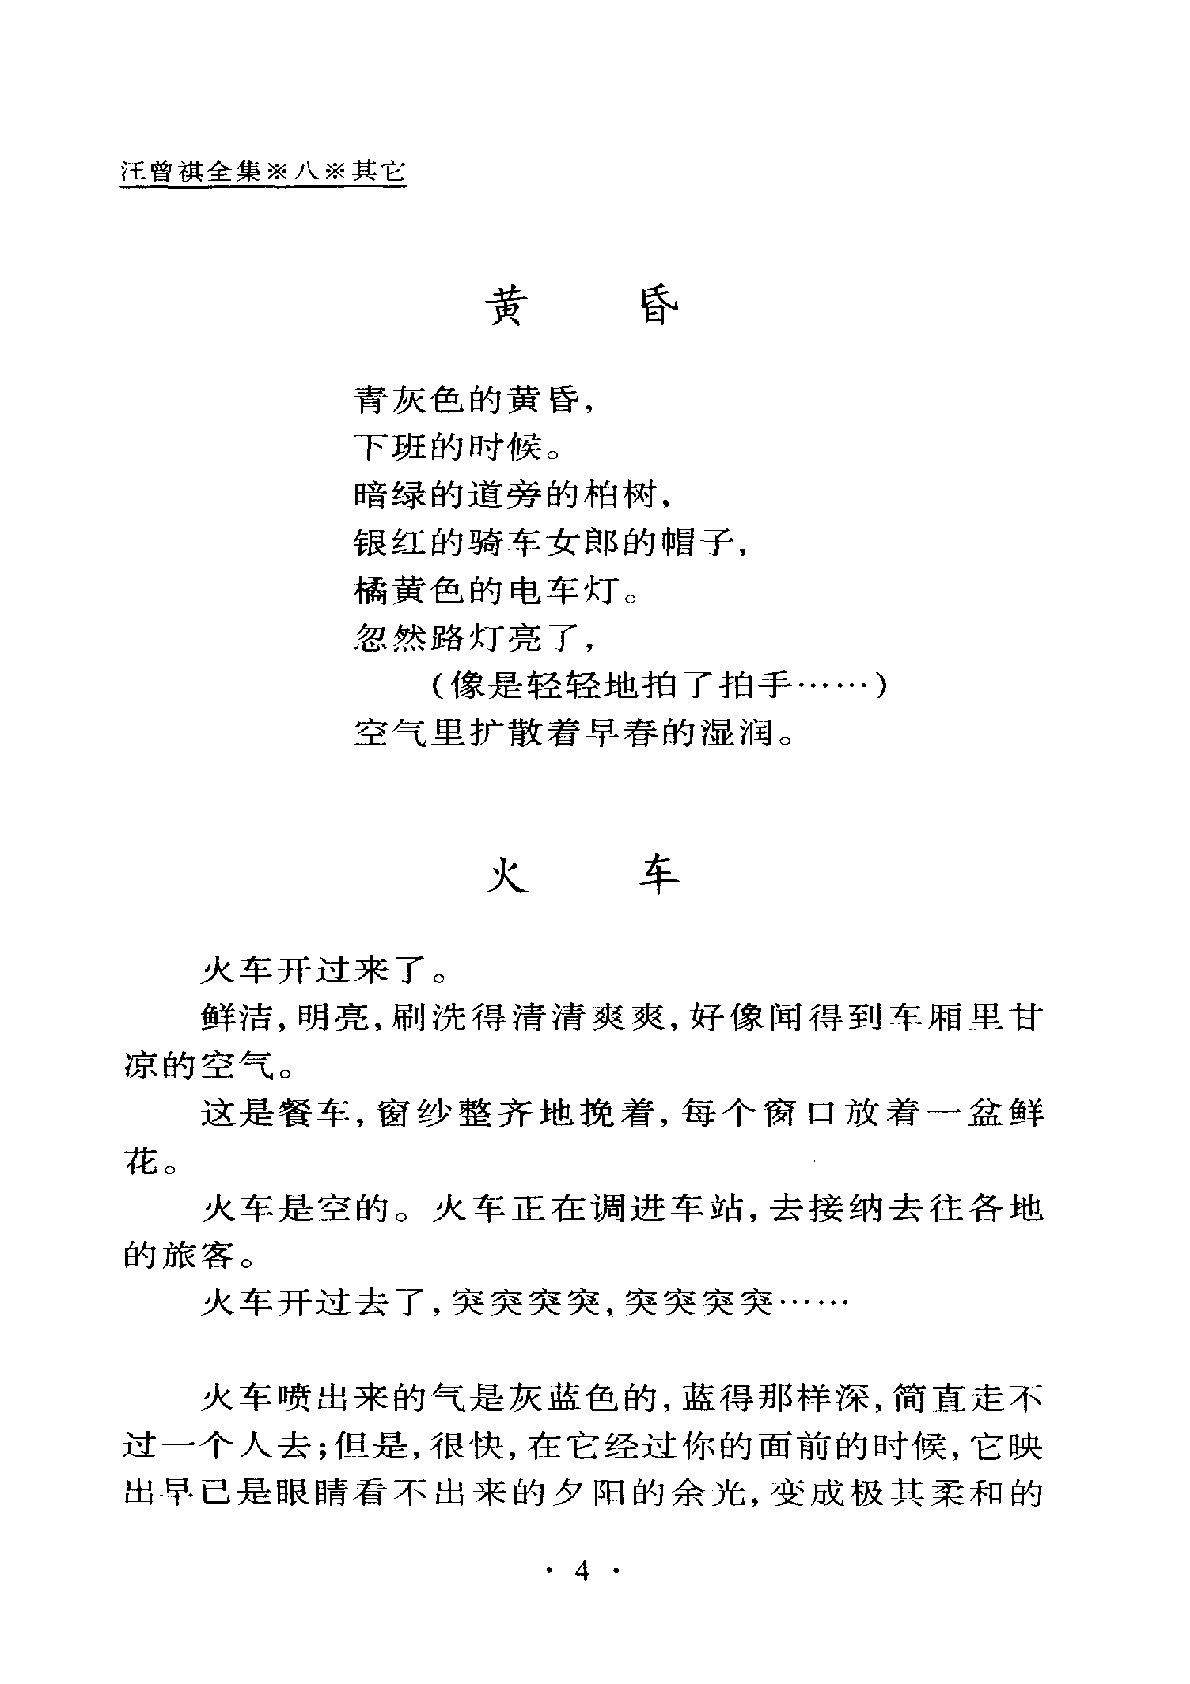 汪曾祺全集※八※其它
黄 昏
青灰色的黄昏，
下班的时候。
暗绿的道旁的柏树，
银红的骑车女郎的帽子，
橘黄色的电车灯。
忽然路灯亮了，
（像是轻轻地拍了拍手……）
空气里扩散着早春的湿润。
火 车
火车开过来了。
鲜洁，明亮，刷洗得清清爽爽，好像闻得到车厢里甘
凉的空气。
这是餐车，窗纱整齐地挽着，每个窗口放着一盆鲜
花。
火车是空的。火车正在调进车站，去接纳去往各地
的旅客。
火车开过去了，突突突突，突突突突……
火车喷出来的气是灰蓝色的，蓝得那样深，简直走不
过一个人去；但是，很快，在它经过你的面前的时候，它映
出早已是眼睛看不出来的夕阳的余光，变成极其柔和的
· 4 ·